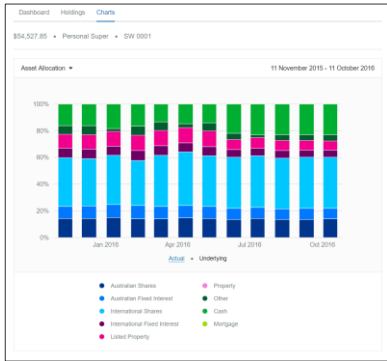 Dashboard Holdings Charts
$54,527.85 • Personal Super • SW 0001
Asset Allocation 11 November 2015 - 11 October 2016
100%
80%
60%
40%
20%
0%
Jan 2016 Apr 2016 Jul 2016 Oct 2016
Actual • Underlying
Australian Shares Property
Australian Fixed Interest Other
International Shares Cash
International Fixed Interest Mortgage
Listed Property